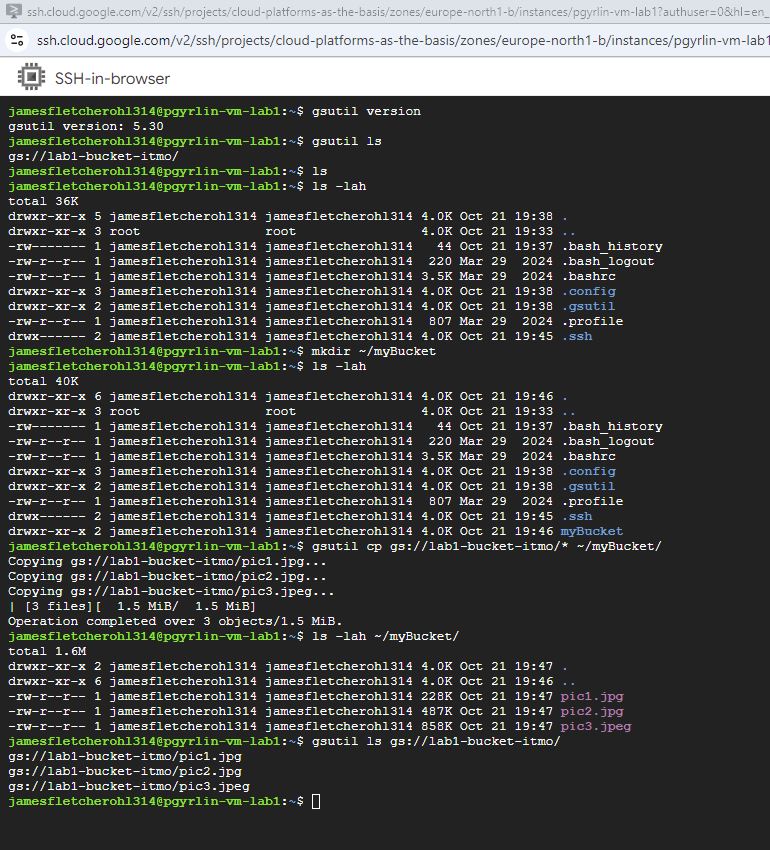 ssh.cloud.google.com/v2/ssh/projects/cloud-platforms-as-the-basis/zones/europe-north1-b/instances/pgyrlin-vm-lab1?authuser=0&hl=en_
ssh.cloud.google.com/v2/ssh/projects/cloud-platforms-as-the-basis/zones/europe-north1-b/instances/pgyrlin-vm-lab1
SSH-in-browser
jamesfletcherohl314@pgyrlin-vm-lab1:~$ gsutil version
gsutil version: 5.30
jamesfletcherohl314@pgyrlin-vm-lab1:~$ gsutil ls
gs://lab1-bucket-itmo/
jamesfletcherohl314@pgyrlin-vm-lab1:~$ ls
jamesfletcherohl314@pgyrlin-vm-lab1:~$ ls -lah
total 36K
drwxr-xr-x 5 jamesfletcherohl314 jamesfletcherohl314 4.0K Oct 21 19:38 .
drwxr-xr-x 3 root                root                4.0K Oct 21 19:33 ..
-rw------- 1 jamesfletcherohl314 jamesfletcherohl314   44 Oct 21 19:37 .bash_history
-rw-r--r-- 1 jamesfletcherohl314 jamesfletcherohl314  220 Mar 29  2024 .bash_logout
-rw-r--r-- 1 jamesfletcherohl314 jamesfletcherohl314 3.5K Mar 29  2024 .bashrc
drwxr-xr-x 3 jamesfletcherohl314 jamesfletcherohl314 4.0K Oct 21 19:38 .config
drwxr-xr-x 2 jamesfletcherohl314 jamesfletcherohl314 4.0K Oct 21 19:38 .gsutil
-rw-r--r-- 1 jamesfletcherohl314 jamesfletcherohl314  807 Mar 29  2024 .profile
drwx------ 2 jamesfletcherohl314 jamesfletcherohl314 4.0K Oct 21 19:45 .ssh
jamesfletcherohl314@pgyrlin-vm-lab1:~$ mkdir ~/myBucket
jamesfletcherohl314@pgyrlin-vm-lab1:~$ ls -lah
total 40K
drwxr-xr-x 6 jamesfletcherohl314 jamesfletcherohl314 4.0K Oct 21 19:46 .
drwxr-xr-x 3 root                root                4.0K Oct 21 19:33 ..
-rw------- 1 jamesfletcherohl314 jamesfletcherohl314   44 Oct 21 19:37 .bash_history
-rw-r--r-- 1 jamesfletcherohl314 jamesfletcherohl314  220 Mar 29  2024 .bash_logout
-rw-r--r-- 1 jamesfletcherohl314 jamesfletcherohl314 3.5K Mar 29  2024 .bashrc
drwxr-xr-x 3 jamesfletcherohl314 jamesfletcherohl314 4.0K Oct 21 19:38 .config
drwxr-xr-x 2 jamesfletcherohl314 jamesfletcherohl314 4.0K Oct 21 19:38 .gsutil
-rw-r--r-- 1 jamesfletcherohl314 jamesfletcherohl314  807 Mar 29  2024 .profile
drwx------ 2 jamesfletcherohl314 jamesfletcherohl314 4.0K Oct 21 19:45 .ssh
drwxr-xr-x 2 jamesfletcherohl314 jamesfletcherohl314 4.0K Oct 21 19:46 myBucket
jamesfletcherohl314@pgyrlin-vm-lab1:~$ gsutil cp gs://lab1-bucket-itmo/* ~/myBucket/
Copying gs://lab1-bucket-itmo/pic1.jpg...
Copying gs://lab1-bucket-itmo/pic2.jpg...
Copying gs://lab1-bucket-itmo/pic3.jpeg...
| [3 files][  1.5 MiB/  1.5 MiB]
Operation completed over 3 objects/1.5 MiB.
jamesfletcherohl314@pgyrlin-vm-lab1:~$ ls -lah ~/myBucket/
total 1.6M
drwxr-xr-x 2 jamesfletcherohl314 jamesfletcherohl314 4.0K Oct 21 19:47 .
drwxr-xr-x 6 jamesfletcherohl314 jamesfletcherohl314 4.0K Oct 21 19:46 ..
-rw-r--r-- 1 jamesfletcherohl314 jamesfletcherohl314 228K Oct 21 19:47 pic1.jpg
-rw-r--r-- 1 jamesfletcherohl314 jamesfletcherohl314 487K Oct 21 19:47 pic2.jpg
-rw-r--r-- 1 jamesfletcherohl314 jamesfletcherohl314 858K Oct 21 19:47 pic3.jpeg
jamesfletcherohl314@pgyrlin-vm-lab1:~$ gsutil ls gs://lab1-bucket-itmo/
gs://lab1-bucket-itmo/pic1.jpg
gs://lab1-bucket-itmo/pic2.jpg
gs://lab1-bucket-itmo/pic3.jpeg
jamesfletcherohl314@pgyrlin-vm-lab1:~$